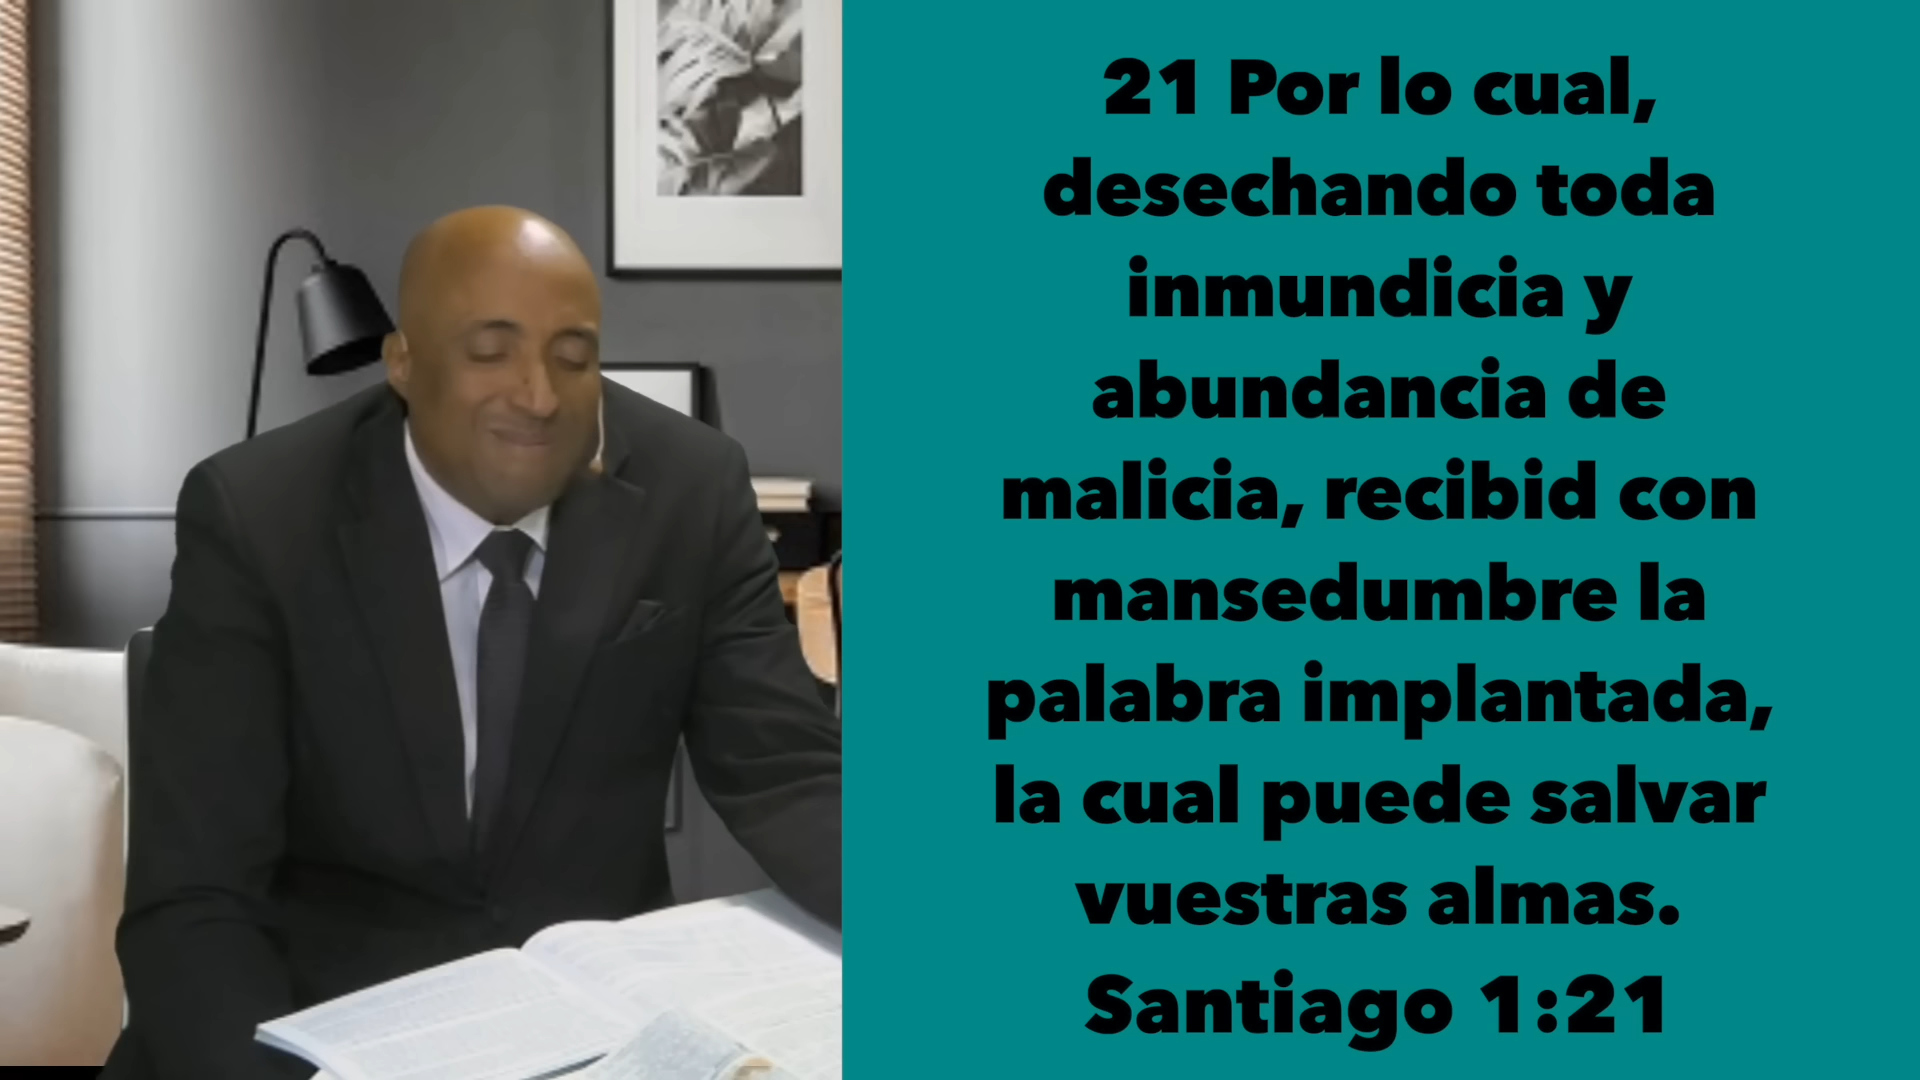 21 Por lo cual,
desechando toda
inmundicia y
abundancia de
malicia, recibid con
mansedumbre la
palabra implantada,
la cual puede salvar
vuestras almas.
Santiago 1:21